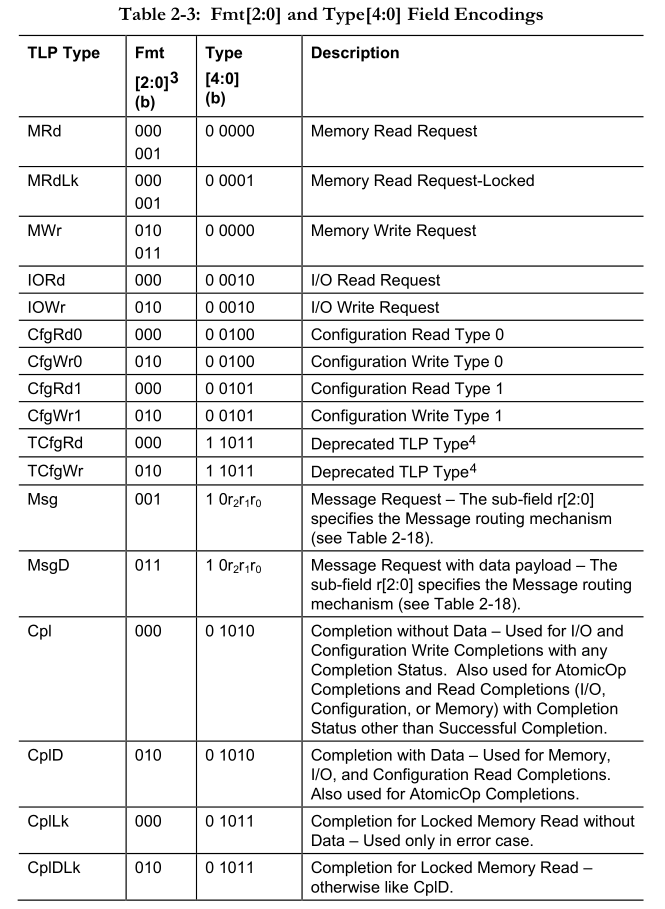 Table 2-3: Fmt[2:0] and Type[4:0] Field Encodings
TLP Type Fmt Type Description
[2:0]3 [4:0]
(b) (b)
MRd 000 0 0000 Memory Read Request
001
MRdLk 000 0 0001 Memory Read Request-Locked
001
MWr 010 0 0000 Memory Write Request
011
IORd 000 0 0010 I/O Read Request
IOWr 010 0 0010 I/O Write Request
CfgRd0 000 0 0100 Configuration Read Type 0
CfgWr0 010 0 0100 Configuration Write Type 0
CfgRd1 000 0 0101 Configuration Read Type 1
CfgWr1 010 0 0101 Configuration Write Type 1
TCfgRd 000 1 1011 Deprecated TLP Type4
TCfgWr 010 1 1011 Deprecated TLP Type4
Msg 001 1 0r2r1r0 Message Request – The sub-field r[2:0]
specifies the Message routing mechanism
(see Table 2-18).
MsgD 011 1 0r2r1r0 Message Request with data payload – The
sub-field r[2:0] specifies the Message routing
mechanism (see Table 2-18).
Cpl 000 0 1010 Completion without Data – Used for I/O and
Configuration Write Completions with any
Completion Status. Also used for AtomicOp
Completions and Read Completions (I/O,
Configuration, or Memory) with Completion
Status other than Successful Completion.
CplD 010 0 1010 Completion with Data – Used for Memory,
I/O, and Configuration Read Completions.
Also used for AtomicOp Completions.
CplLk 000 0 1011 Completion for Locked Memory Read without
Data – Used only in error case.
CplDLk 010 0 1011 Completion for Locked Memory Read –
otherwise like CplD.